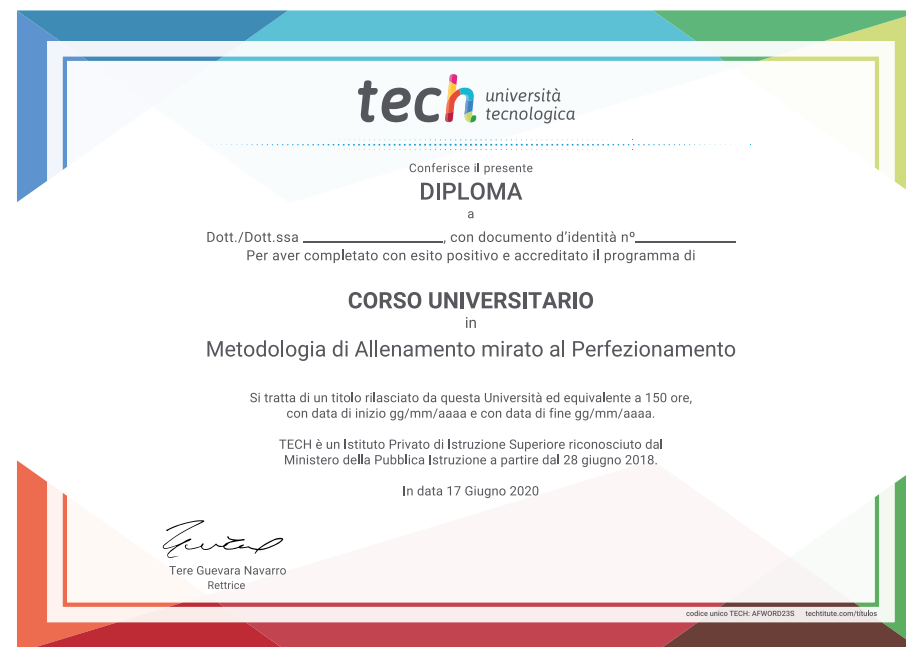 tech università
tecnologica
Conferisce il presente
DIPLOMA
a
Dott./Dott.ssa ____________, con documento d'identità nº_________
Per aver completato con esito positivo e accreditato il programma di
CORSO UNIVERSITARIO
in
Metodologia di Allenamento mirato al Perfezionamento
Si tratta di un titolo rilasciato da questa Università ed equivalente a 150 ore,
con data di inizio gg/mm/aaaa e con data di fine gg/mm/aaaa.
TECH è un Istituto Privato di Istruzione Superiore riconosciuto dal
Ministero della Pubblica Istruzione a partire dal 28 giugno 2018.
In data 17 Giugno 2020
Tere Guevara Navarro
Rettrice
codice unico TECH: AFWORD23S techtitute.com/titulos